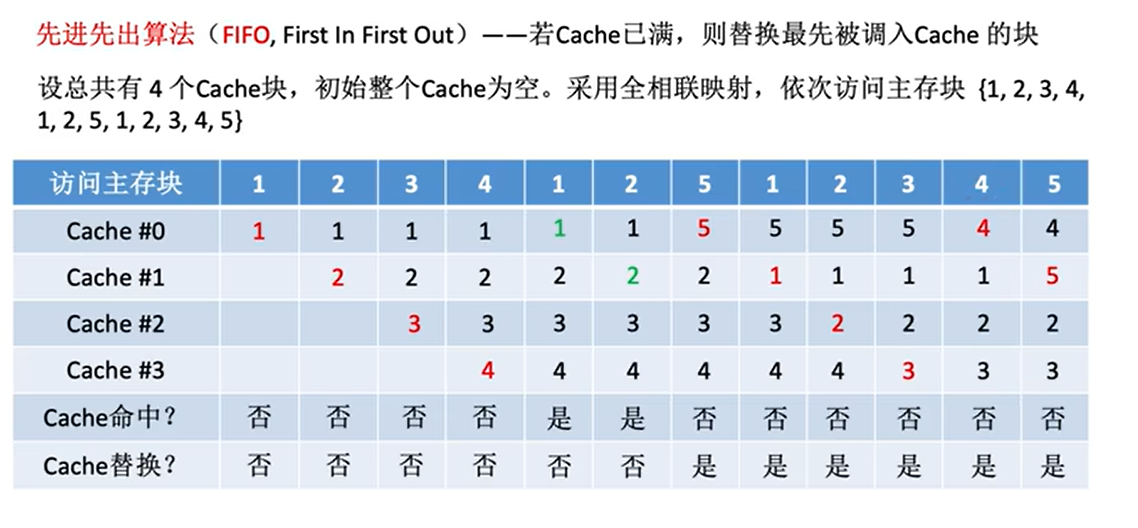 先进先出算法（FIFO, First In First Out）——若Cache已满，则替换最先被调入Cache 的块
设总共有 4 个Cache块，初始整个Cache为空。采用全相联映射，依次访问主存块 {1, 2, 3, 4,
1, 2, 5, 1, 2, 3, 4, 5}
访问主存块 1 2 3 4 1 2 5 1 2 3 4 5
Cache #0 1 1 1 1 1 1 5 5 5 5 4 4
Cache #1 2 2 2 2 2 2 1 1 1 1 5
Cache #2 3 3 3 3 3 3 2 2 2 2
Cache #3 4 4 4 4 4 4 3 3 3
Cache命中？ 否 否 否 否 是 是 否 否 否 否 否 否
Cache替换？ 否 否 否 否 否 否 是 是 是 是 是 是